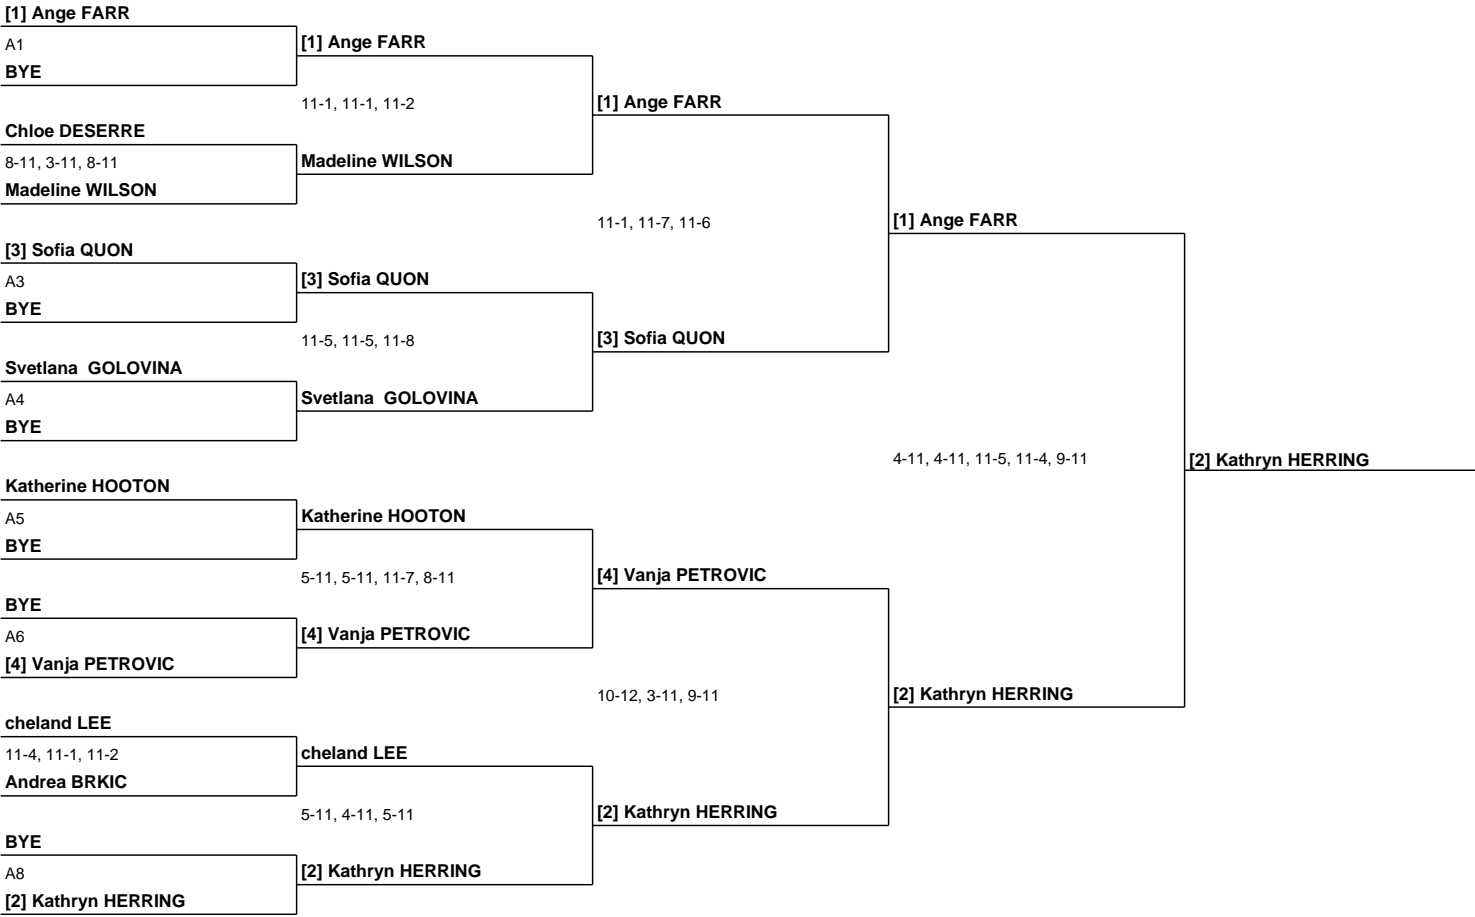 [1] Ange FARR
A1
BYE
Chloe DESERRE
8-11, 3-11, 8-11
Madeline WILSON
[3] Sofia QUON
A3
BYE
Svetlana  GOLOVINA
A4
BYE
Katherine HOOTON
A5
BYE
BYE
A6
[4] Vanja PETROVIC
cheland LEE
11-4, 11-1, 11-2
Andrea BRKIC
BYE
A8
[2] Kathryn HERRING
[1] Ange FARR
11-1, 11-1, 11-2
Madeline WILSON
[3] Sofia QUON
11-5, 11-5, 11-8
Svetlana  GOLOVINA
Katherine HOOTON
5-11, 5-11, 11-7, 8-11
[4] Vanja PETROVIC
cheland LEE
5-11, 4-11, 5-11
[2] Kathryn HERRING
[1] Ange FARR
11-1, 11-7, 11-6
[3] Sofia QUON
[4] Vanja PETROVIC
10-12, 3-11, 9-11
[2] Kathryn HERRING
[1] Ange FARR
4-11, 4-11, 11-5, 11-4, 9-11
[2] Kathryn HERRING
[2] Kathryn HERRING